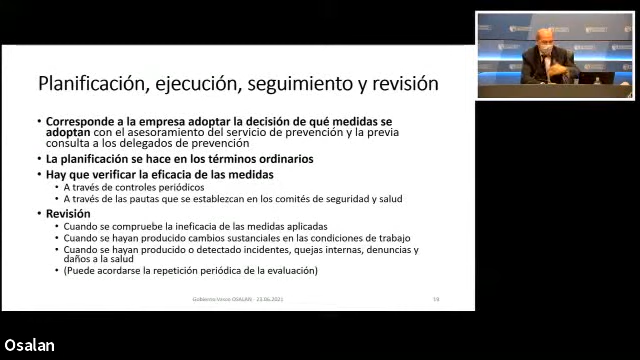 Planificación, ejecución, seguimiento y revisión
• Corresponde a la empresa adoptar la decisión de qué medidas se
adoptan con el asesoramiento del servicio de prevención y la previa
consulta a los delegados de prevención
• La planificación se hace en los términos ordinarios
• Hay que verificar la eficacia de las medidas
• A través de controles periódicos
• A través de las pautas que se establezcan en los comités de seguridad y salud
• Revisión
• Cuando se compruebe la ineficacia de las medidas aplicadas
• Cuando se hayan producido cambios sustanciales en las condiciones de trabajo
• Cuando se hayan producido o detectado incidentes, quejas internas, denuncias y
daños a la salud
• (Puede acordarse la repetición periódica de la evaluación)
Gobierno Vasco OSALAN - 23.06.2021
19
Osalan